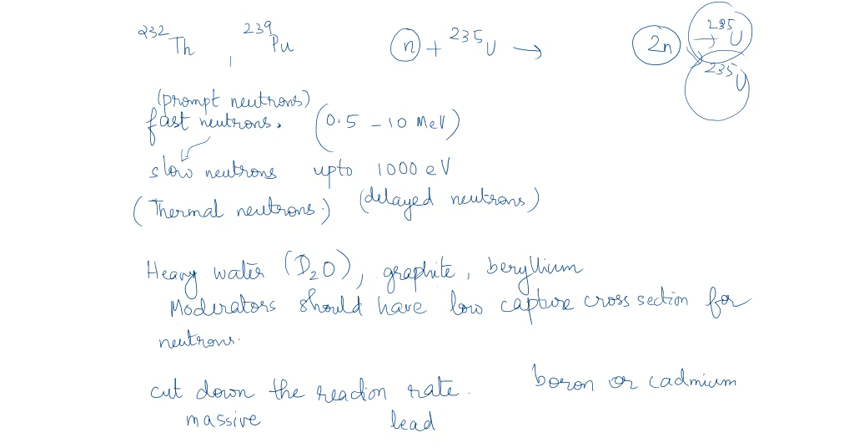 ²³²Th , ²³⁹Pu n + ²³⁵U → 2n → ²³⁵U
²³⁵U
(prompt neutrons)
fast neutrons. (0.5 - 10 MeV)
slow neutrons upto 1000 eV
(Thermal neutrons.) (delayed neutrons)
Heavy water (D₂O), graphite, beryllium
Moderators should have low capture cross section for
neutrons.
cut down the reaction rate. boron or cadmium
massive lead